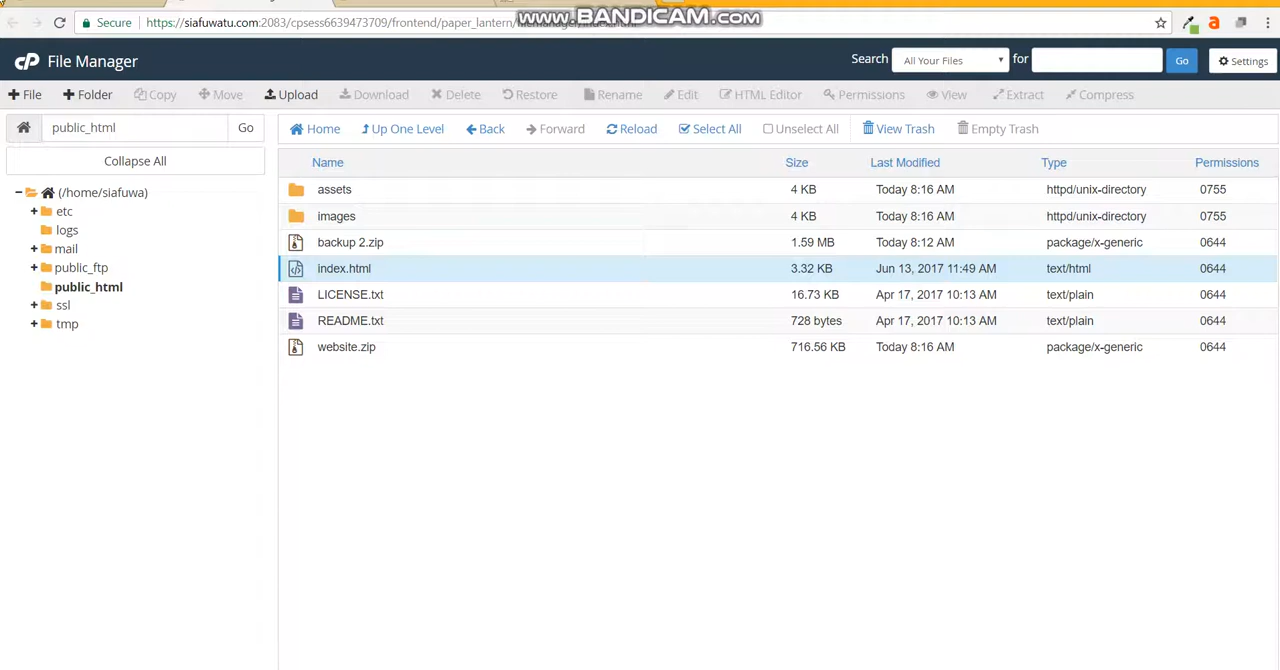 Secure https://siafuwatu.com:2083/cpsess6639473709/frontend/paper_lantern/
www.BANDICAM.com
cP File Manager
Search All Your Files for Go Settings
File Folder Copy Move Upload Download Delete Restore Rename Edit HTML Editor Permissions View Extract Compress
public_html Go
Home Up One Level Back Forward Reload Select All Unselect All View Trash Empty Trash
Collapse All
(/home/siafuwa)
etc
logs
mail
public_ftp
public_html
ssl
tmp
Name Size Last Modified Type Permissions
assets 4 KB Today 8:16 AM httpd/unix-directory 0755
images 4 KB Today 8:16 AM httpd/unix-directory 0755
backup 2.zip 1.59 MB Today 8:12 AM package/x-generic 0644
index.html 3.32 KB Jun 13, 2017 11:49 AM text/html 0644
LICENSE.txt 16.73 KB Apr 17, 2017 10:13 AM text/plain 0644
README.txt 728 bytes Apr 17, 2017 10:13 AM text/plain 0644
website.zip 716.56 KB Today 8:16 AM package/x-generic 0644